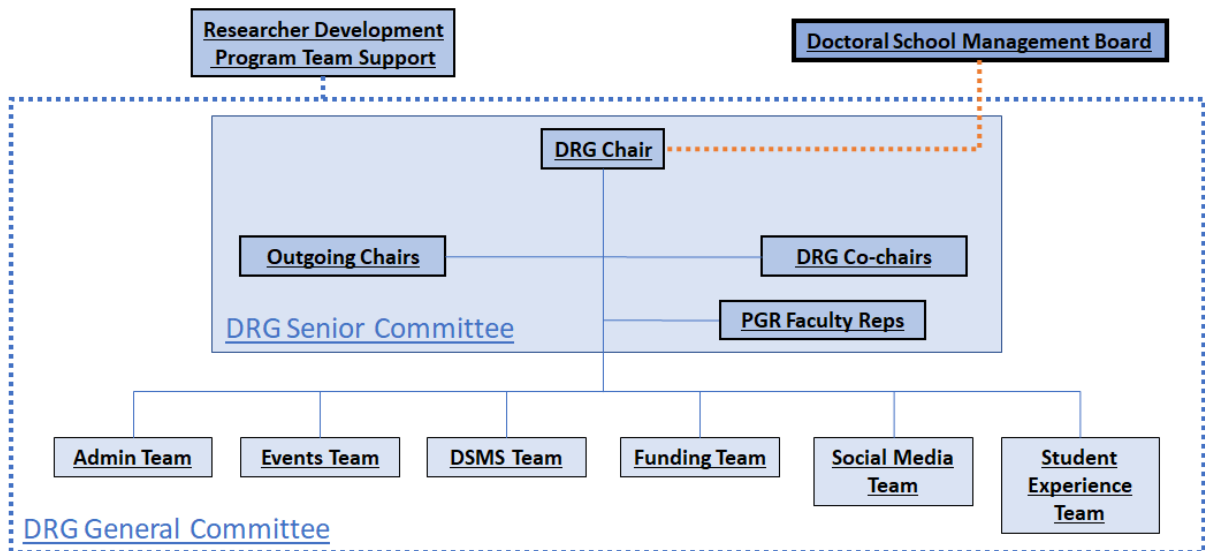 Researcher Development
Program Team Support
Doctoral School Management Board
DRG Chair
Outgoing Chairs
DRG Co-chairs
PGR Faculty Reps
DRG Senior Committee
Admin Team
Events Team
DSMS Team
Funding Team
Social Media
Team
Student
Experience
Team
DRG General Committee